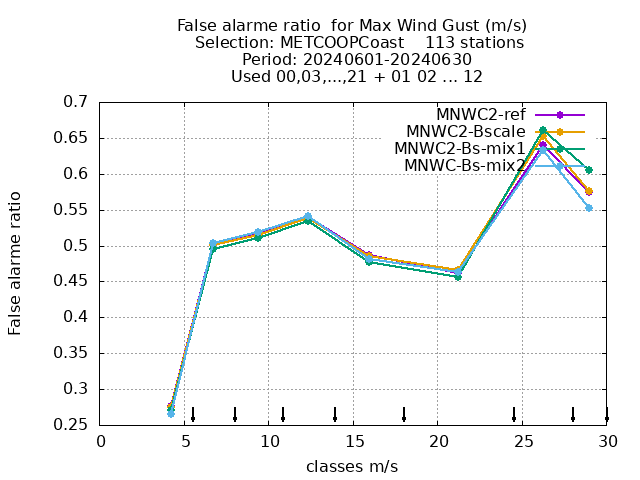 False alarme ratio  for Max Wind Gust (m/s)
Selection: METCOOPCoast    113 stations
Period: 20240601-20240630
Used 00,03,...,21 + 01 02 ... 12
MNWC2-ref
MNWC2-Bscale
MNWC2-Bs-mix1
MNWC-Bs-mix2
False alarme ratio
0.7
0.65
0.6
0.55
0.5
0.45
0.4
0.35
0.3
0.25
0 5 10 15 20 25 30
classes m/s